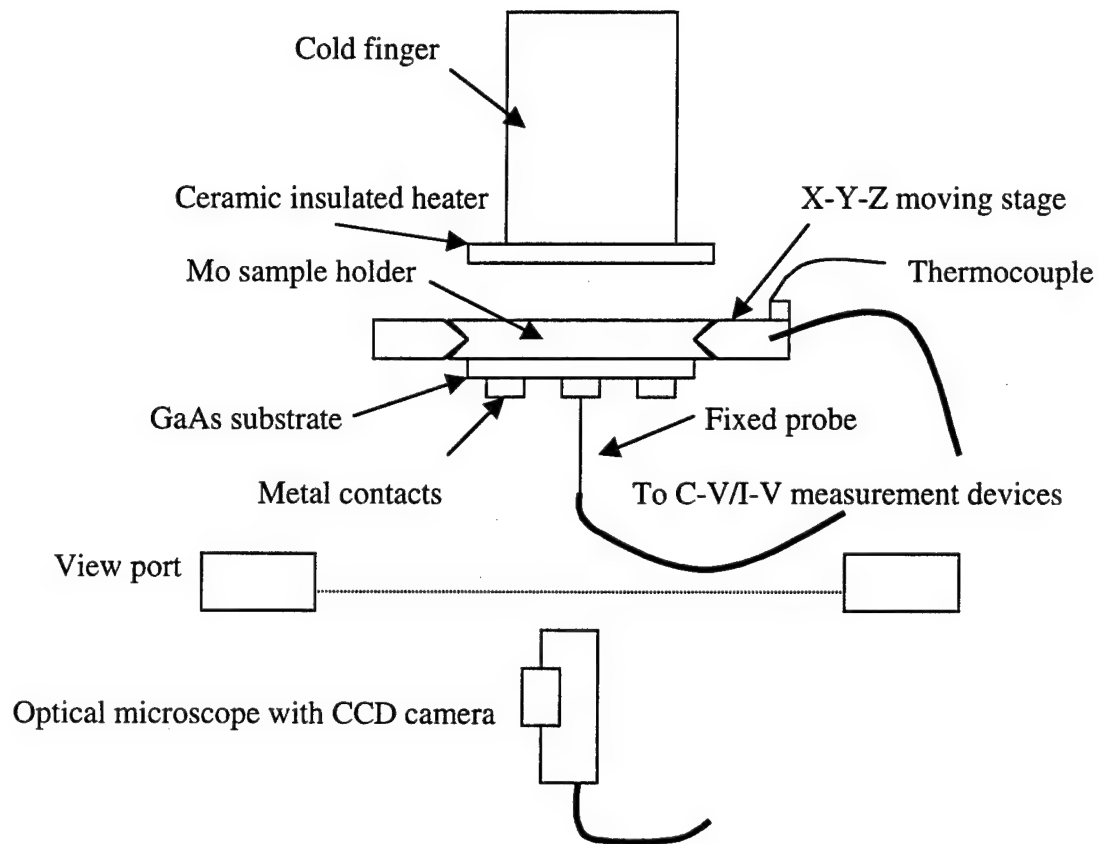 Cold finger
Ceramic insulated heater
X-Y-Z moving stage
Mo sample holder
Thermocouple
GaAs substrate
Fixed probe
Metal contacts
To C-V/I-V measurement devices
View port
Optical microscope with CCD camera